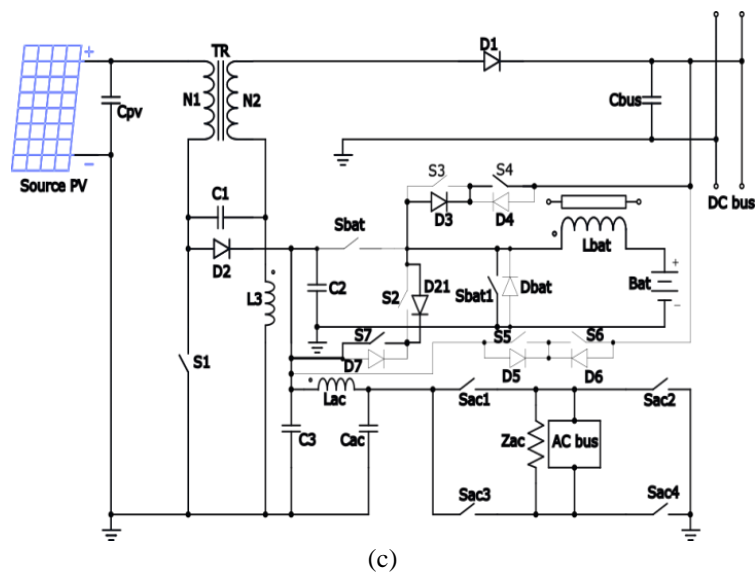 +
TR
D1
N1
N2
Cpv
Cbus
−
Source PV
S3
S4
C1
D3
D4
DC bus
Sbat
D2
Lbat
L3
C2
S2
D21
Sbat1
Dbat
Bat
+
−
S7
S5
S6
S1
D7
D5
D6
Lac
Sac1
Sac2
C3
Cac
Zac
AC bus
Sac3
Sac4
(c)